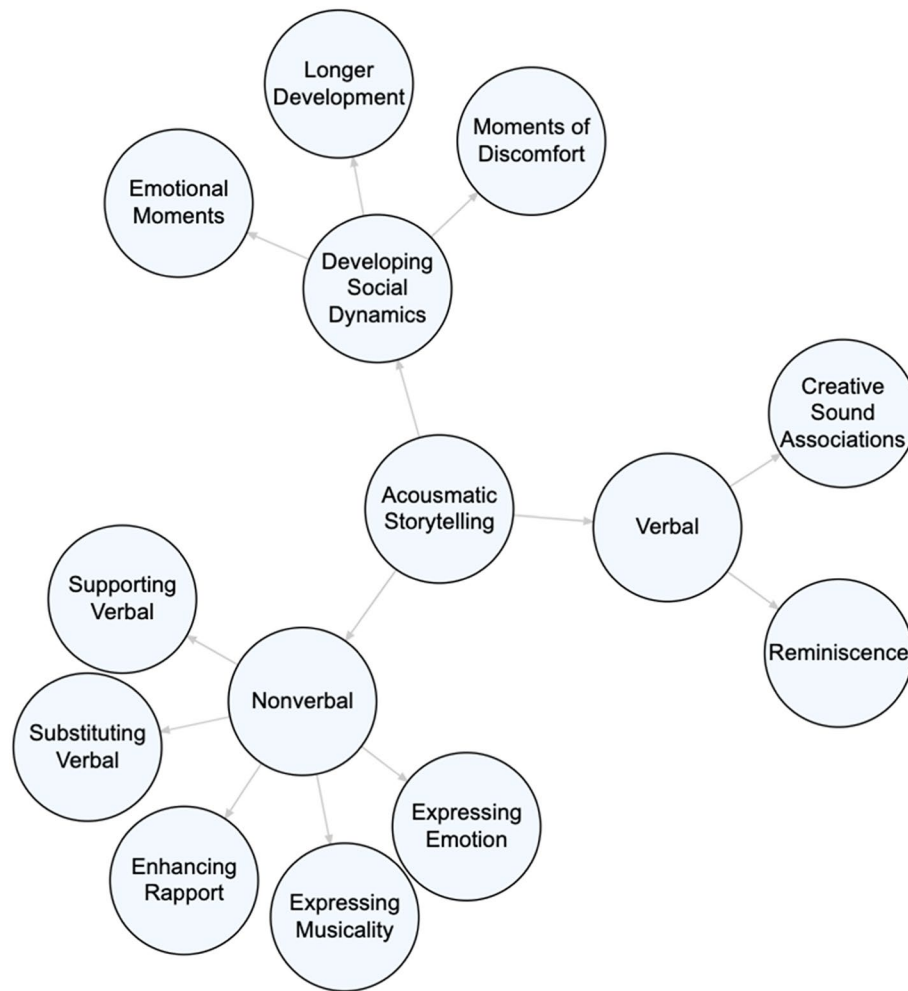 Longer
Development
Moments of
Discomfort
Emotional
Moments
Developing
Social
Dynamics
Creative
Sound
Associations
Acousmatic
Storytelling
Verbal
Supporting
Verbal
Reminiscence
Nonverbal
Substituting
Verbal
Expressing
Emotion
Enhancing
Rapport
Expressing
Musicality